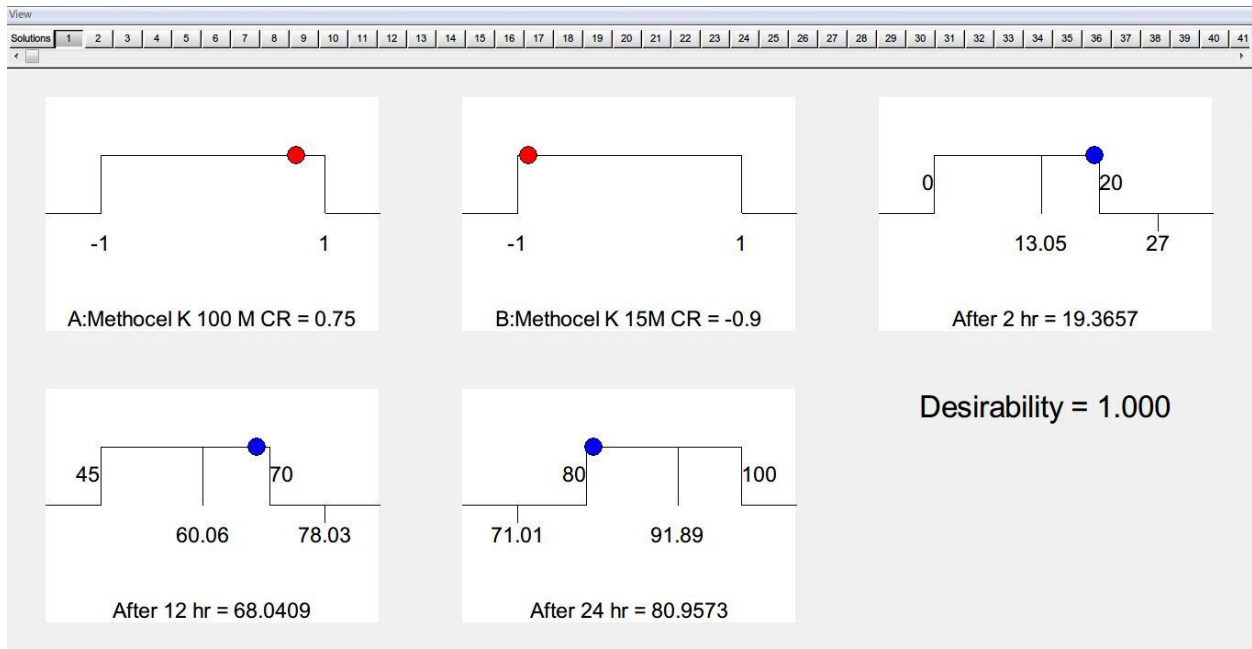 View
Solutions 1 2 3 4 5 6 7 8 9 10 11 12 13 14 15 16 17 18 19 20 21 22 23 24 25 26 27 28 29 30 31 32 33 34 35 36 37 38 39 40 41
-1 1
A:Methocel K 100 M CR = 0.75
-1 1
B:Methocel K 15M CR = -0.9
0 20
13.05 27
After 2 hr = 19.3657
45 70
60.06 78.03
After 12 hr = 68.0409
80 100
71.01 91.89
After 24 hr = 80.9573
Desirability = 1.000